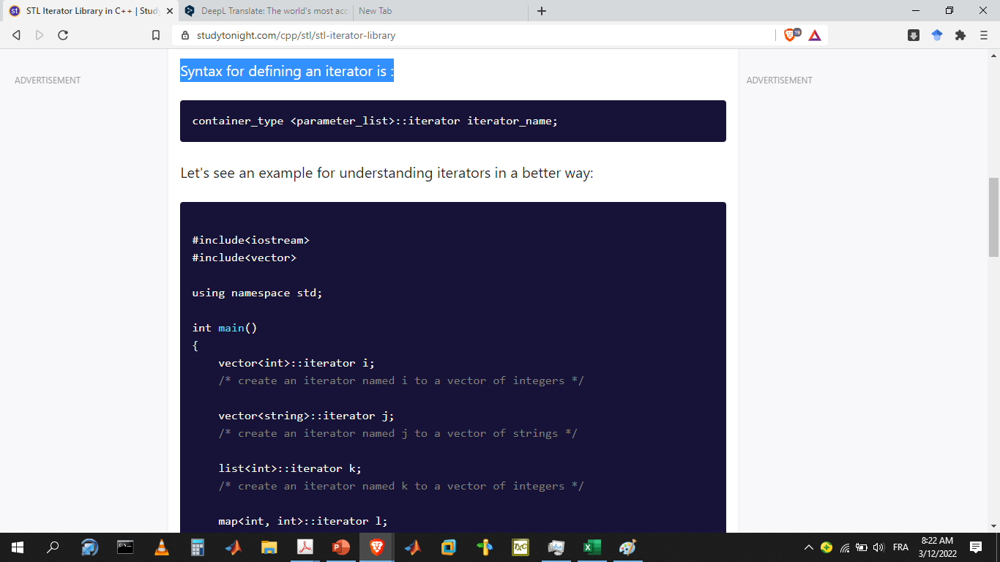 STL Iterator Library in C++ | Study
DeepL Translate: The world's most acc
New Tab
studytonight.com/cpp/stl/stl-iterator-library
19
ADVERTISEMENT
ADVERTISEMENT
Syntax for defining an iterator is :
container_type <parameter_list>::iterator iterator_name;
Let's see an example for understanding iterators in a better way:
#include<iostream>
#include<vector>
using namespace std;
int main()
{
    vector<int>::iterator i;
    /* create an iterator named i to a vector of integers */
    vector<string>::iterator j;
    /* create an iterator named j to a vector of strings */
    list<int>::iterator k;
    /* create an iterator named k to a vector of integers */
    map<int, int>::iterator l;
FRA
8:22 AM
3/12/2022